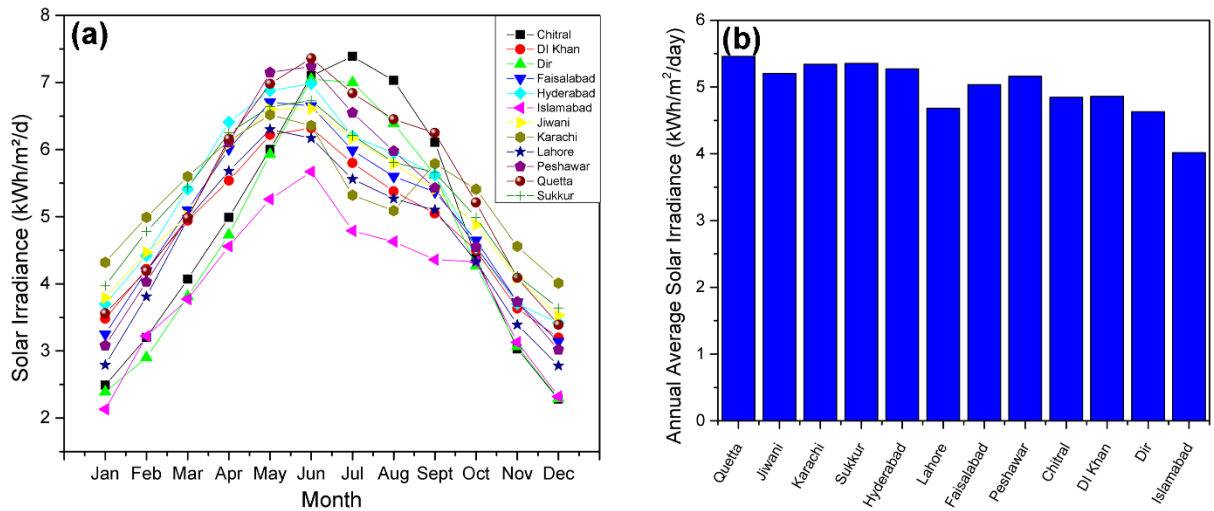 (a)
Solar Irradiance (kWh/m²/d)
8
7
6
5
4
3
2
Chitral
DI Khan
Dir
Faisalabad
Hyderabad
Islamabad
Jiwani
Karachi
Lahore
Peshawar
Quetta
Sukkur
Jan Feb Mar Apr May Jun Jul Aug Sept Oct Nov Dec
Month
(b)
Annual Average Solar Irradiance (kWh/m²/day)
6
5
4
3
2
1
0
Quetta
Jiwani
Karachi
Sukkur
Hyderabad
Lahore
Faisalabad
Peshawar
Chitral
DI Khan
Dir
Islamabad